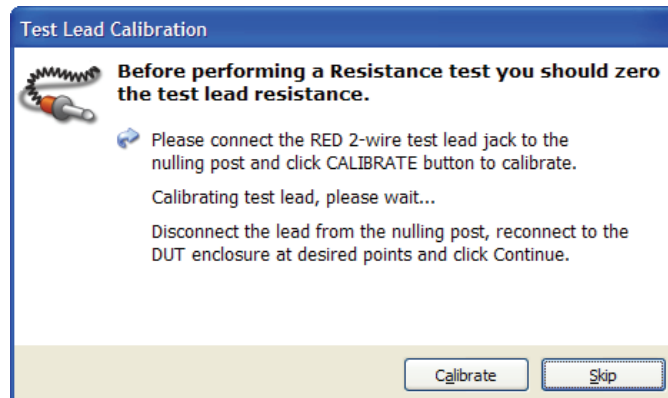 Test Lead Calibration
Before performing a Resistance test you should zero
the test lead resistance.
Please connect the RED 2-wire test lead jack to the
nulling post and click CALIBRATE button to calibrate.
Calibrating test lead, please wait...
Disconnect the lead from the nulling post, reconnect to the
DUT enclosure at desired points and click Continue.
Calibrate
Skip